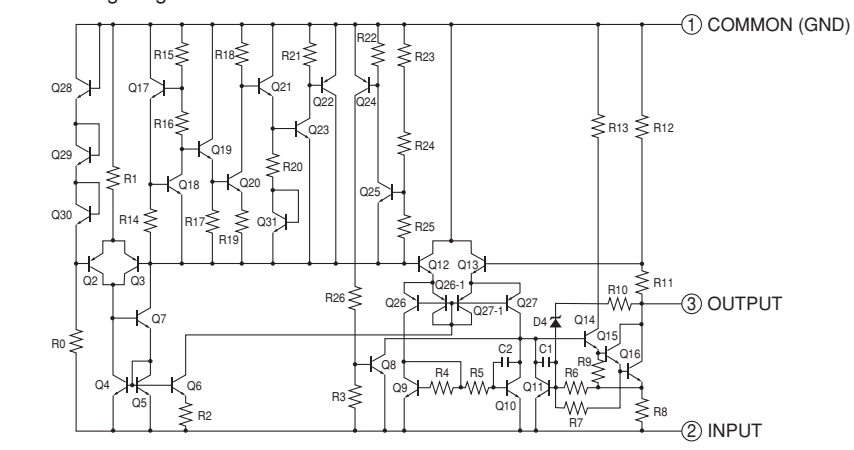 ① COMMON (GND)
R15 R18 R21 R22 R23
Q28 Q17 Q21 Q22 Q24
R16 Q19 Q23 R13 R12
Q29 R24
R1 Q18 Q20 R20 Q25
Q30 R14 R17 R19 Q31 R25
Q2 Q3 Q12 Q13
Q26-1 R10 R11
R26 Q26 Q27-1 Q27 ③ OUTPUT
Q7 D4 Q14
R0 Q15
Q8 C2 C1 Q16
Q4 Q5 Q6 Q9 R4 R5 Q11 R9 R6
R2 R3 Q10 R7 R8
② INPUT